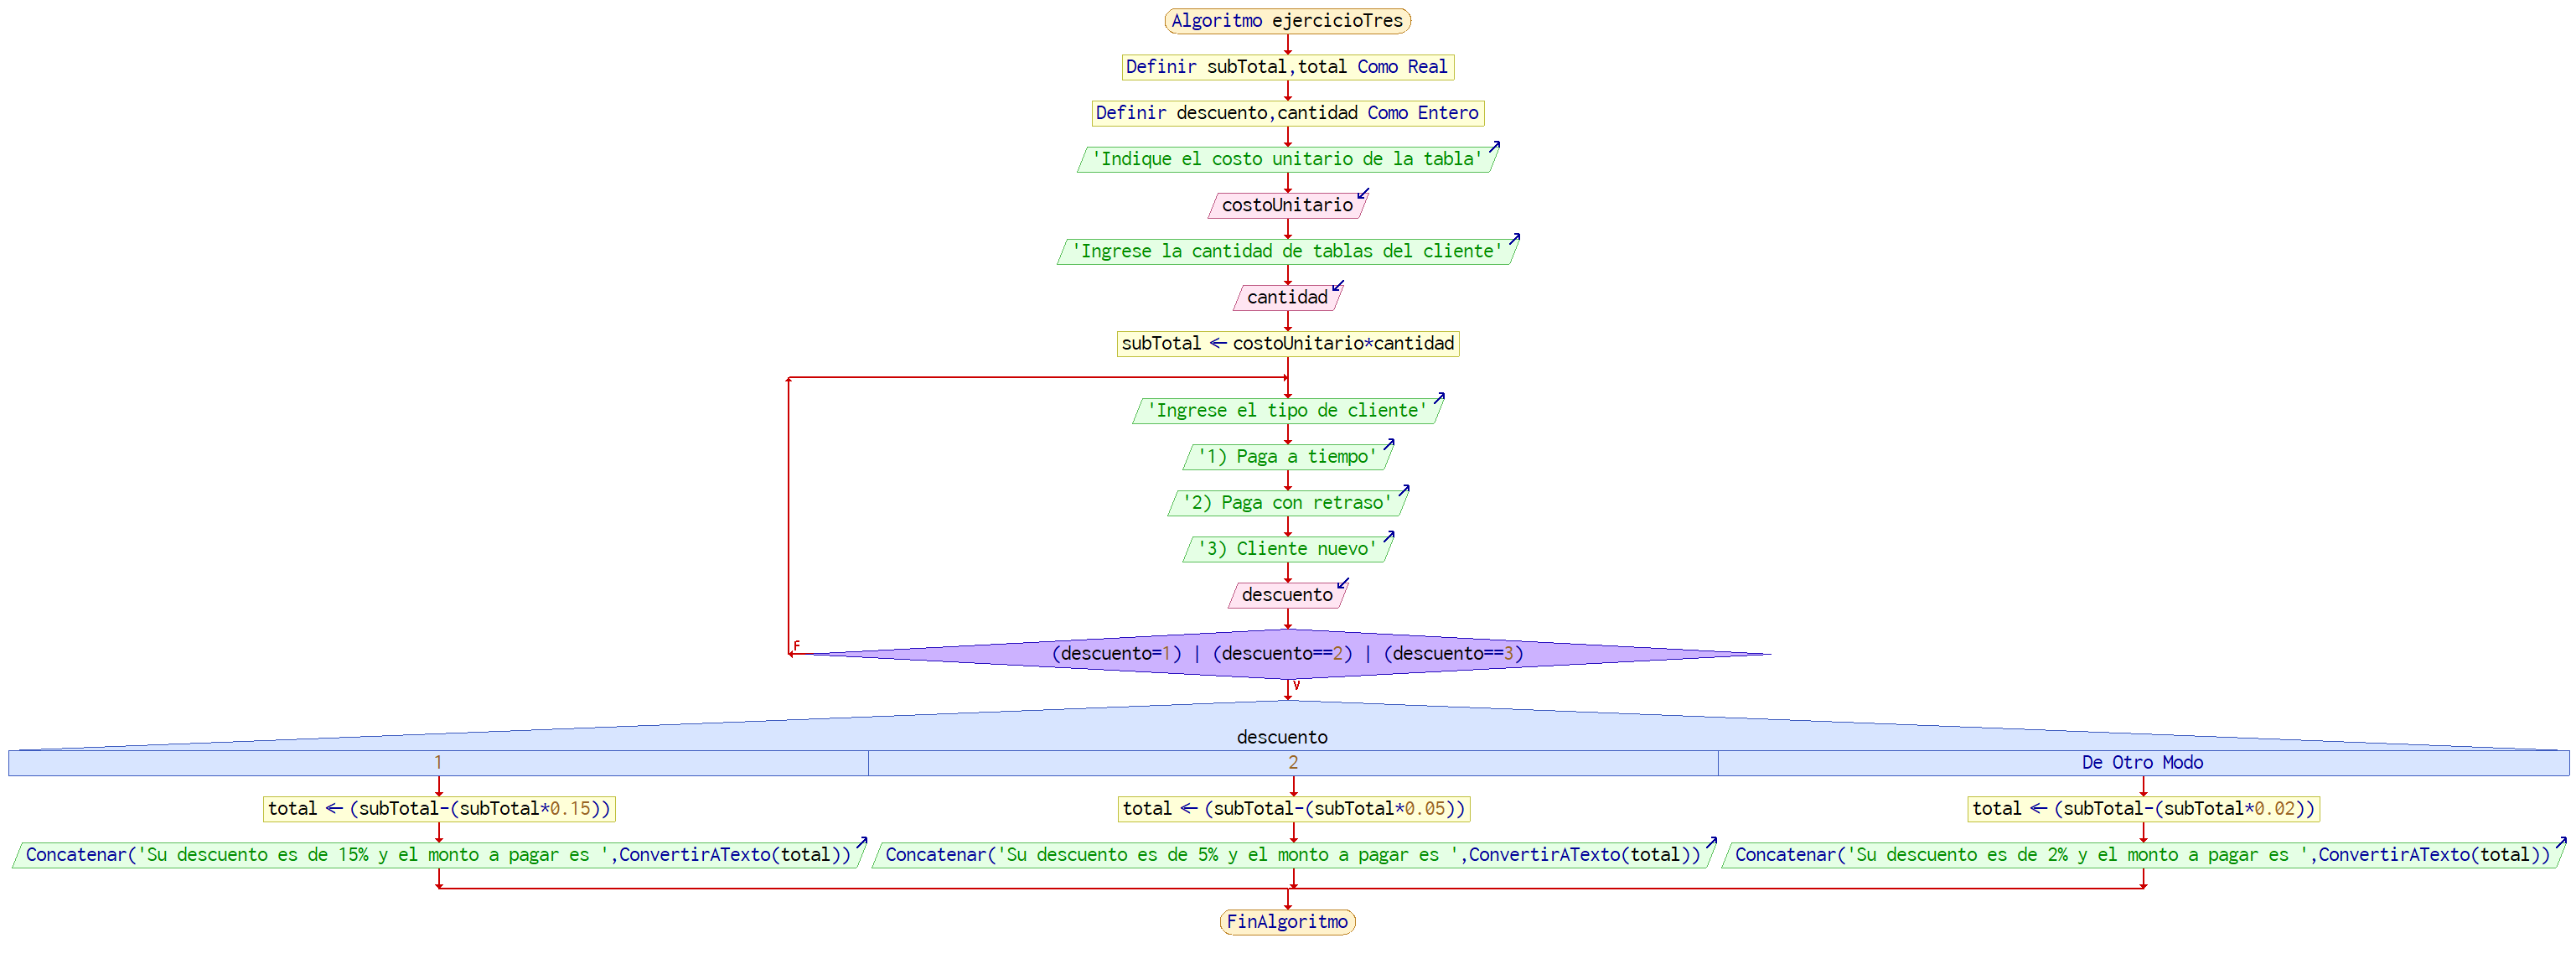 Algoritmo ejercicioTres
Definir subTotal,total Como Real
Definir descuento,cantidad Como Entero
'Indique el costo unitario de la tabla'
costoUnitario
'Ingrese la cantidad de tablas del cliente'
cantidad
subTotal ← costoUnitario*cantidad
'Ingrese el tipo de cliente'
'1) Paga a tiempo'
'2) Paga con retraso'
'3) Cliente nuevo'
descuento
F
(descuento=1) | (descuento==2) | (descuento==3)
V
descuento
1 2 De Otro Modo
total ← (subTotal-(subTotal*0.15)) total ← (subTotal-(subTotal*0.05)) total ← (subTotal-(subTotal*0.02))
Concatenar('Su descuento es de 15% y el monto a pagar es ',ConvertirATexto(total)) Concatenar('Su descuento es de 5% y el monto a pagar es ',ConvertirATexto(total)) Concatenar('Su descuento es de 2% y el monto a pagar es ',ConvertirATexto(total))
FinAlgoritmo